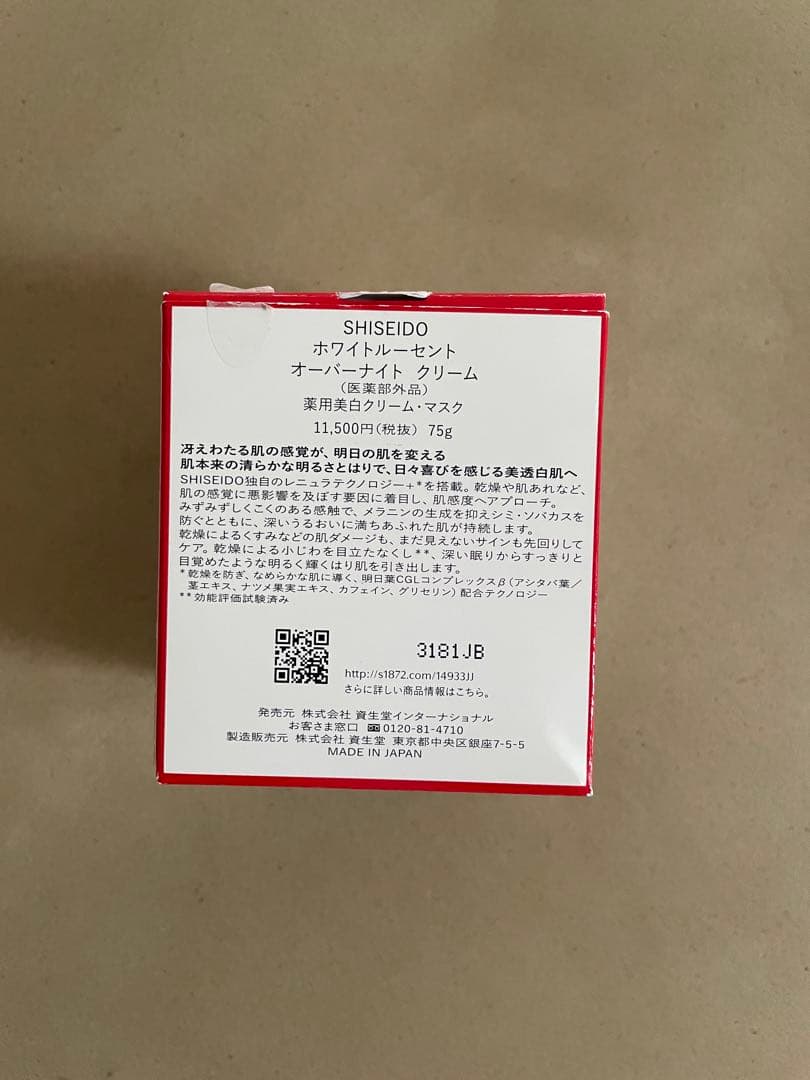 SHISEIDO
ホワイトルーセント
オーバーナイト クリーム
（医薬部外品）
薬用美白クリーム・マスク
11,500円(税抜) 75g
冴えわたる肌の感覚が、明日の肌を変える
肌本来の清らかな明るさとはりで、日々喜びを感じる美透白肌へ
SHISEIDO独自のレニュラテクノロジー+*を搭載。乾燥や肌あれなど、
肌の感覚に悪影響を及ぼす要因に着目し、肌感度へアプローチ。
みずみずしくこくのある感触で、メラニンの生成を抑えシミ・ソバカスを
防ぐとともに、深いうるおいに満ちあふれた肌が持続します。
乾燥によるくすみなどの肌ダメージも、まだ見えないサインも先回りして
ケア。乾燥による小じわを目立たなくし**、深い眠りからすっきりと
目覚めたような明るく輝くはり肌を引き出します。
*乾燥を防ぎ、なめらかな肌に導く、明日葉CGLコンプレックスβ（アシタバ葉／
茎エキス、ナツメ果実エキス、カフェイン、グリセリン）配合テクノロジー
**効能評価試験済み
3181JB
http://s1872.com/14933JJ
さらに詳しい商品情報はこちら。
発売元 株式会社 資生堂インターナショナル
お客さま窓口 0120-81-4710
製造販売元 株式会社 資生堂 東京都中央区銀座7-5-5
MADE IN JAPAN